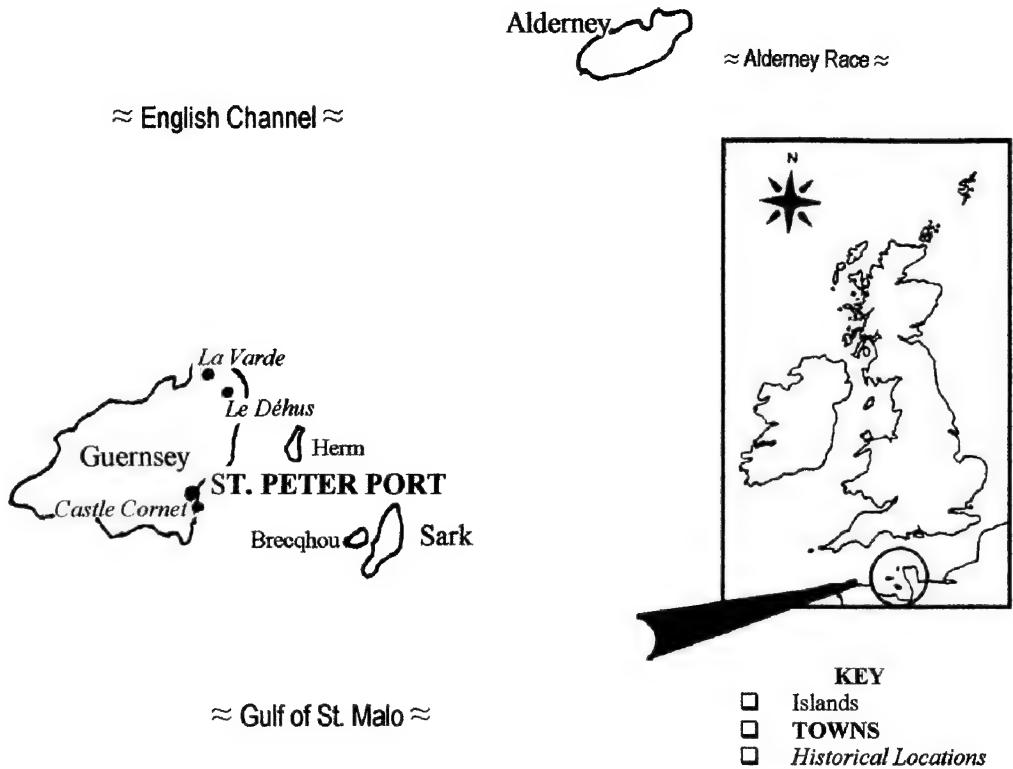 Alderney
≈ Alderney Race ≈
≈ English Channel ≈
N
La Varde
Le Déhus
Herm
Guernsey
ST. PETER PORT
Castle Cornet
Brecqhou
Sark
≈ Gulf of St. Malo ≈
KEY
❏ Islands
❏ TOWNS
❏ Historical Locations